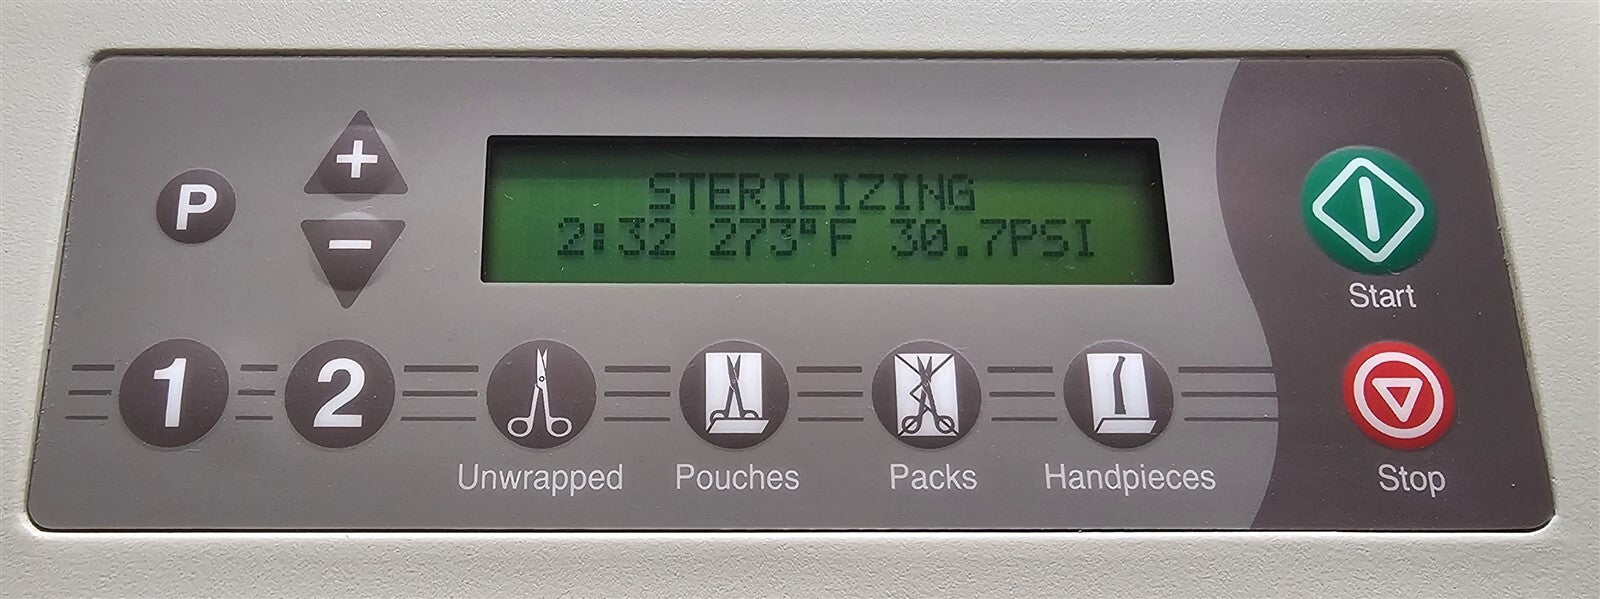 P
+
−
STERILIZING
2:32 273°F 30.7PSI
Start
1
2
Unwrapped
Pouches
Packs
Handpieces
Stop